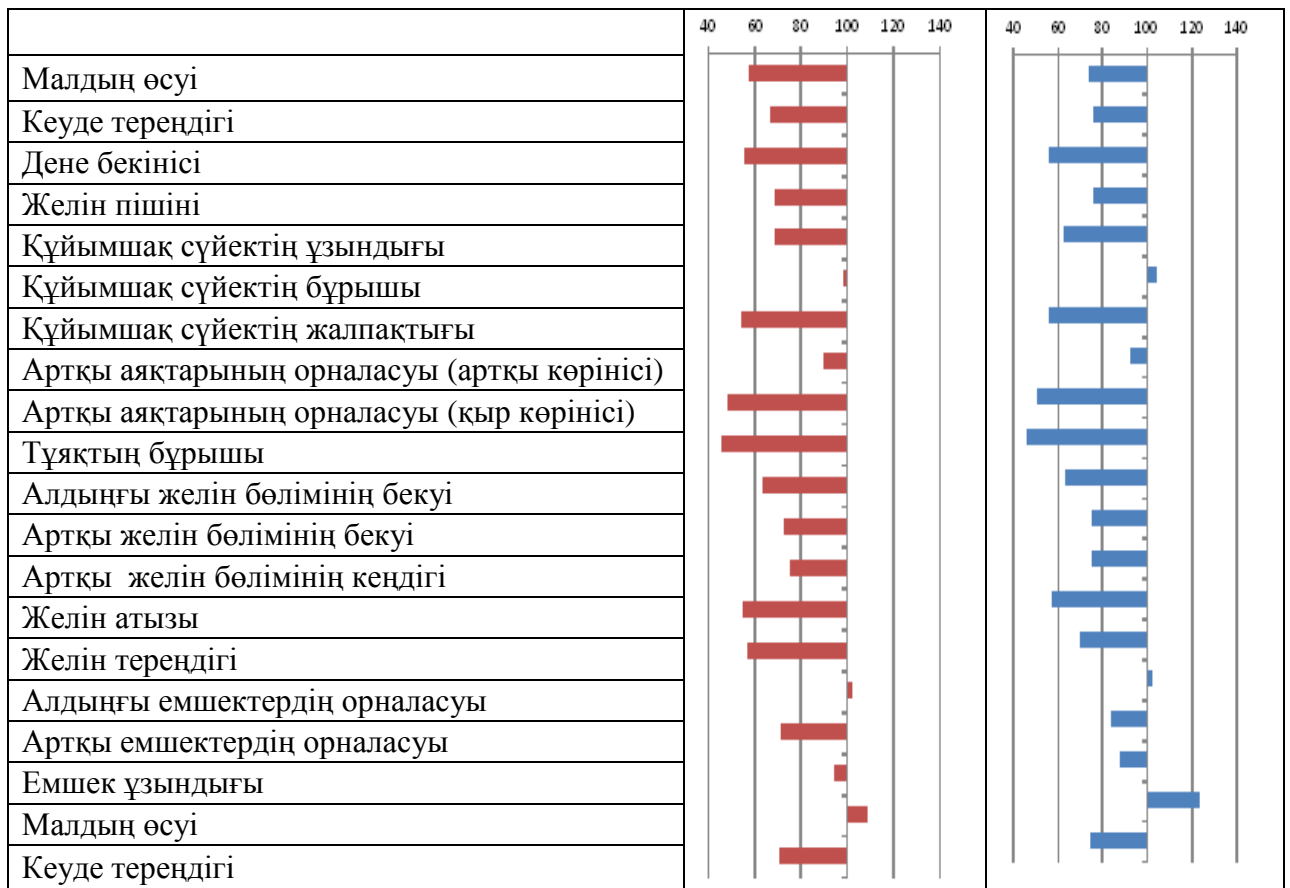 40 60 80 100 120 140
40 60 80 100 120 140
Малдың өсуі
Кеуде тереңдігі
Дене бекінісі
Желін пішіні
Құйымшақ сүйектің ұзындығы
Құйымшақ сүйектің бұрышы
Құйымшақ сүйектің жалпақтығы
Артқы аяқтарының орналасуы (артқы көрінісі)
Артқы аяқтарының орналасуы (қыр көрінісі)
Тұяқтың бұрышы
Алдыңғы желін бөлімінің бекуі
Артқы желін бөлімінің бекуі
Артқы желін бөлімінің кеңдігі
Желін атызы
Желін тереңдігі
Алдыңғы емшектердің орналасуы
Артқы емшектердің орналасуы
Емшек ұзындығы
Малдың өсуі
Кеуде тереңдігі